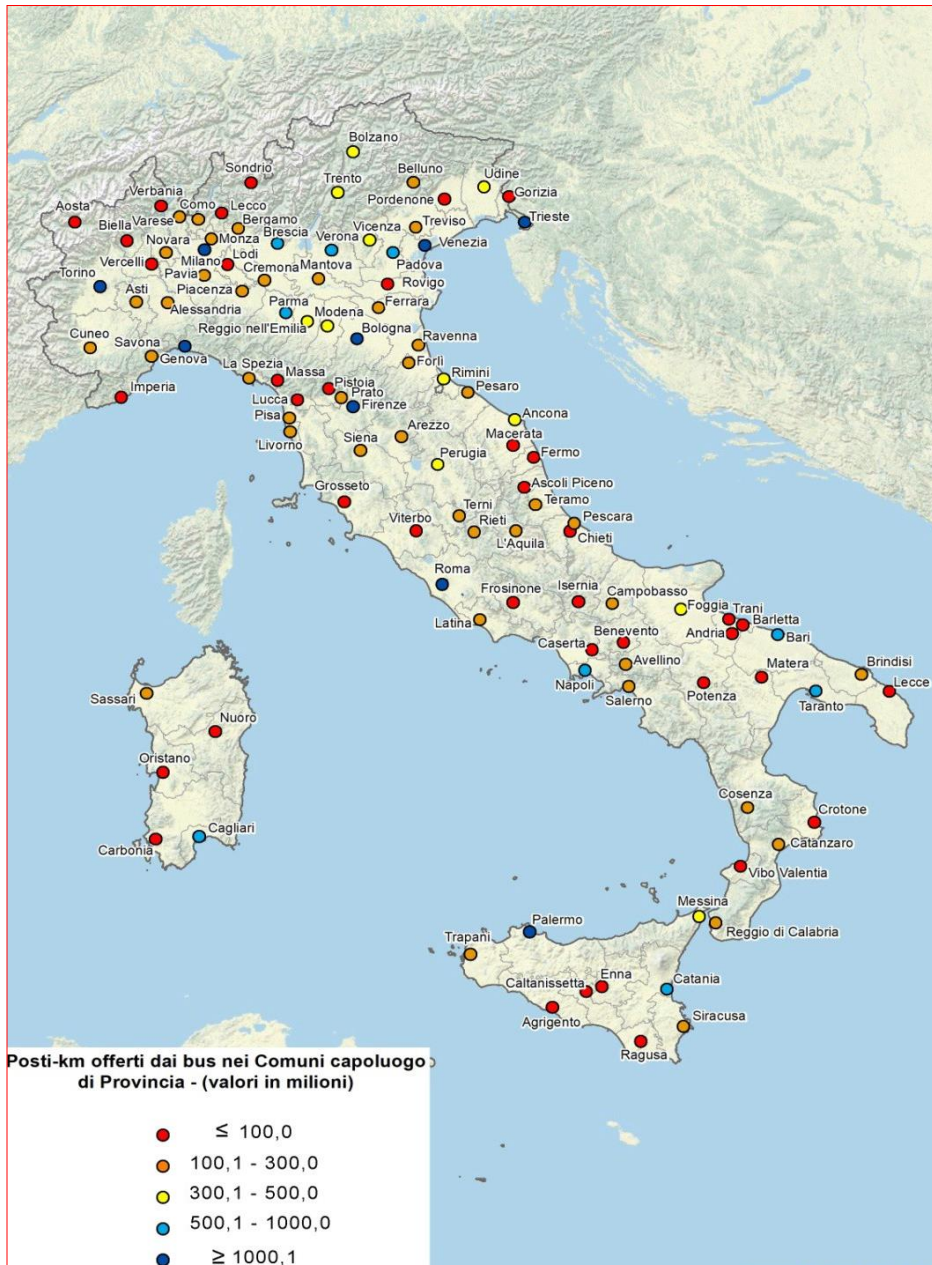 Bolzano
Sondrio
Belluno
Udine
Trento
Verbania
Pordenone
Gorizia
Como
Lecco
Aosta
Varese
Bergamo
Treviso
Trieste
Biella
Vicenza
Novara
Monza
Brescia
Verona
Venezia
Milano
Lodi
Vercelli
Padova
Torino
Pavia
Cremona
Mantova
Rovigo
Asti
Piacenza
Parma
Ferrara
Alessandria
Modena
Reggio nell'Emilia
Bologna
Cuneo
Ravenna
Savona
Genova
La Spezia
Forlì
Massa
Rimini
Imperia
Pistoia
Pesaro
Lucca
Prato
Firenze
Pisa
Ancona
Arezzo
Livorno
Siena
Macerata
Perugia
Fermo
Grosseto
Ascoli Piceno
Terni
Teramo
Viterbo
Rieti
Pescara
L'Aquila
Chieti
Roma
Frosinone
Isernia
Campobasso
Foggia
Trani
Latina
Barletta
Andria
Bari
Caserta
Benevento
Avellino
Matera
Brindisi
Napoli
Lecce
Sassari
Salerno
Potenza
Taranto
Nuoro
Oristano
Cosenza
Crotone
Cagliari
Carbonia
Catanzaro
Vibo Valentia
Messina
Palermo
Reggio di Calabria
Trapani
Enna
Caltanissetta
Catania
Agrigento
Siracusa
Ragusa
Posti-km offerti dai bus nei Comuni capoluogo
di Provincia - (valori in milioni)
≤ 100,0
100,1 - 300,0
300,1 - 500,0
500,1 - 1000,0
≥ 1000,1